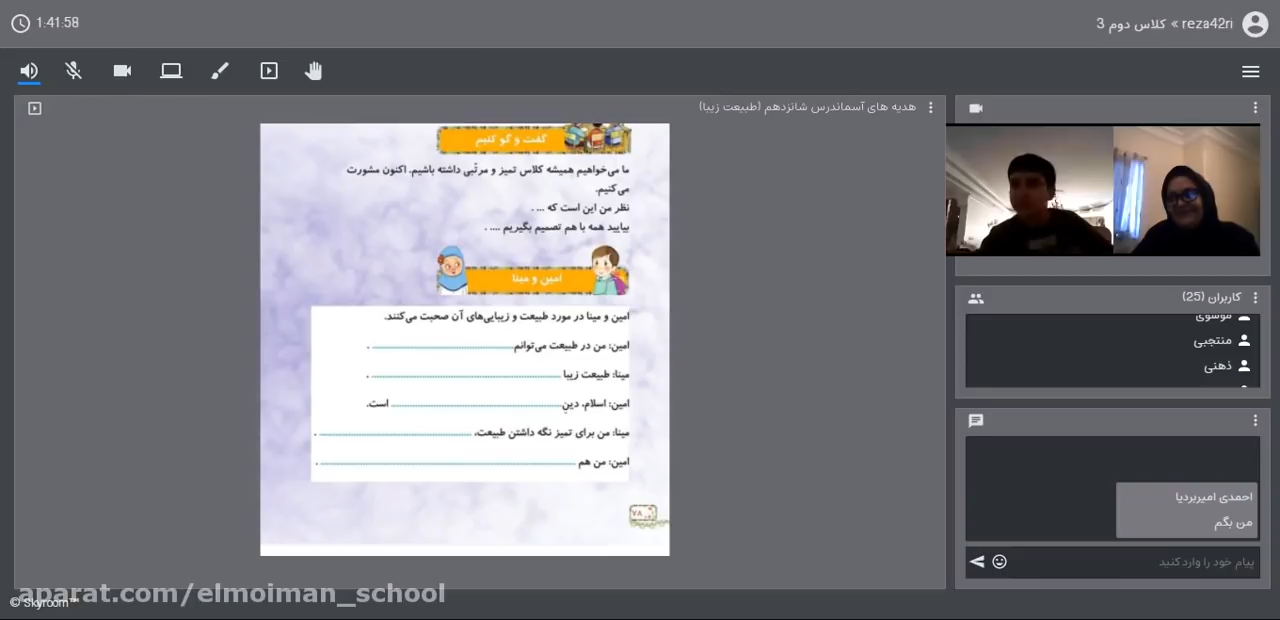 1:41:58
reza42ri » کلاس دوم 3
هدیه های آسماندرس شانزدهم (طبیعت زیبا)
گفت و گو کنیم
ما می‌خواهیم همیشه کلاس تمیز و مرتّبی داشته باشیم. اکنون مشورت
می‌کنیم.
نظر من این است که ... .
بیایید همه با هم تصمیم بگیریم .... .
امین و مینا
امین و مینا در مورد طبیعت و زیبایی‌های آن صحبت می‌کنند.
امین: من در طبیعت می‌توانم .
مینا: طبیعت زیبا .
امین: اسلام، دینِ است.
مینا: من برای تمیز نگه داشتن طبیعت، .
امین: من هم .
۷۸
کاربران (25)
موسوی
منتجبی
ذهنی
احمدی امیربردیا
من بگم
پیام خود را وارد کنید
aparat.com/elmoiman_school
© Skyroom™